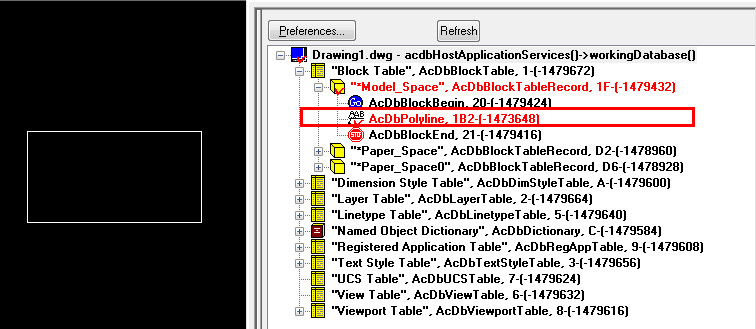 Preferences...
Refresh
Drawing1.dwg - acdbHostApplicationServices()->workingDatabase()
"Block Table", AcDbBlockTable, 1-(-1479672)
"*Model_Space", AcDbBlockTableRecord, 1F-(-1479432)
Go AcDbBlockBegin, 20-(-1479424)
AcDbPolyline, 1B2-(-1473648)
STOP AcDbBlockEnd, 21-(-1479416)
"*Paper_Space", AcDbBlockTableRecord, D2-(-1478960)
"*Paper_Space0", AcDbBlockTableRecord, D6-(-1478928)
"Dimension Style Table", AcDbDimStyleTable, A-(-1479600)
"Layer Table", AcDbLayerTable, 2-(-1479664)
"Linetype Table", AcDbLinetypeTable, 5-(-1479640)
"Named Object Dictionary", AcDbDictionary, C-(-1479584)
"Registered Application Table", AcDbRegAppTable, 9-(-1479608)
"Text Style Table", AcDbTextStyleTable, 3-(-1479656)
"UCS Table", AcDbUCSTable, 7-(-1479624)
"View Table", AcDbViewTable, 6-(-1479632)
"Viewport Table", AcDbViewportTable, 8-(-1479616)